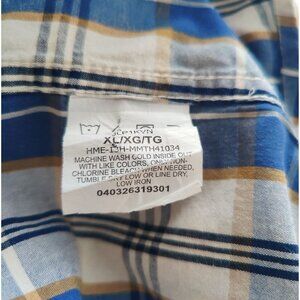 XL/XG/TG
HME-13H-MMTH41034
MACHINE WASH COLD INSIDE OUT
WITH LIKE COLORS, ONLY NON-
CHLORINE BLEACH WHEN NEEDED,
TUMBLE DRY LOW OR LINE DRY,
LOW IRON
040326319301